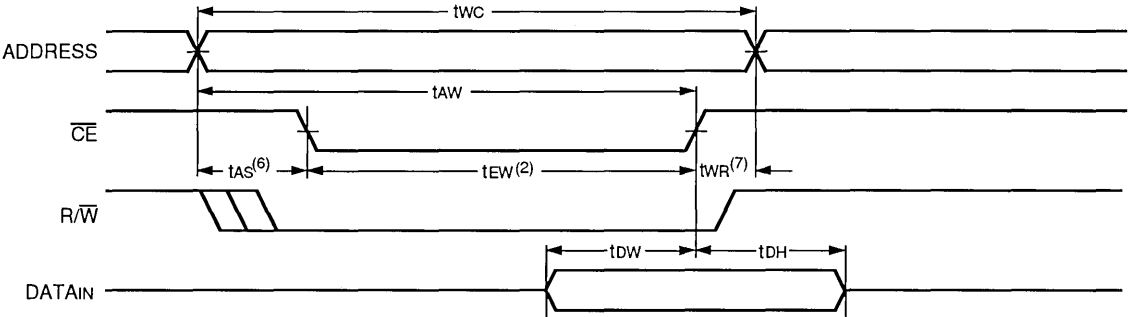 tWC
ADDRESS
tAW
CE
tAS(6) tEW(2) tWR(7)
R/W
tDW tDH
DATAIN